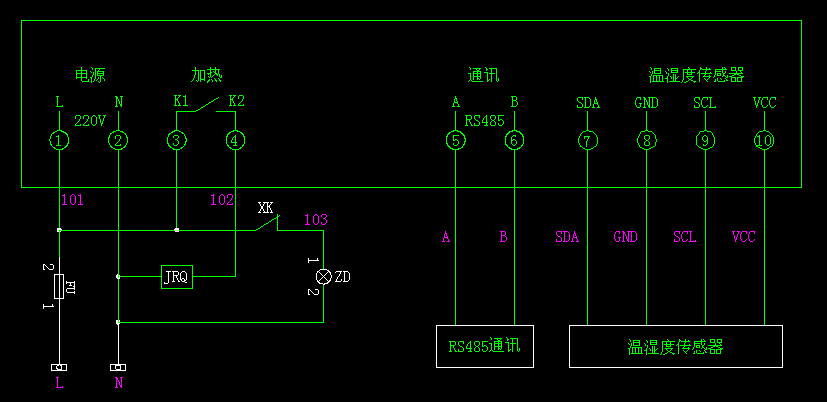 电源 加热 通讯 温湿度传感器
L N K1 K2 A B SDA GND SCL VCC
220V RS485
1 2 3 4 5 6 7 8 9 10
101 102
XK 103
A B SDA GND SCL VCC
2 JRQ 1 ZD
FU 2
1
RS485通讯 温湿度传感器
L N